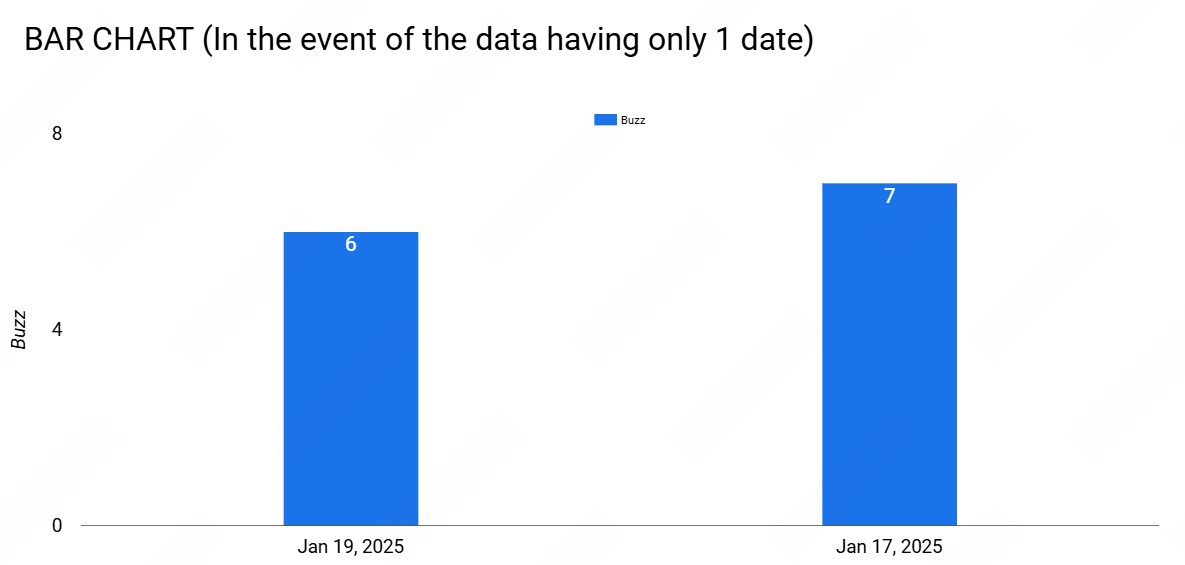 BAR CHART (In the event of the data having only 1 date)
Buzz
8
4
0
Buzz
6
7
Jan 19, 2025
Jan 17, 2025